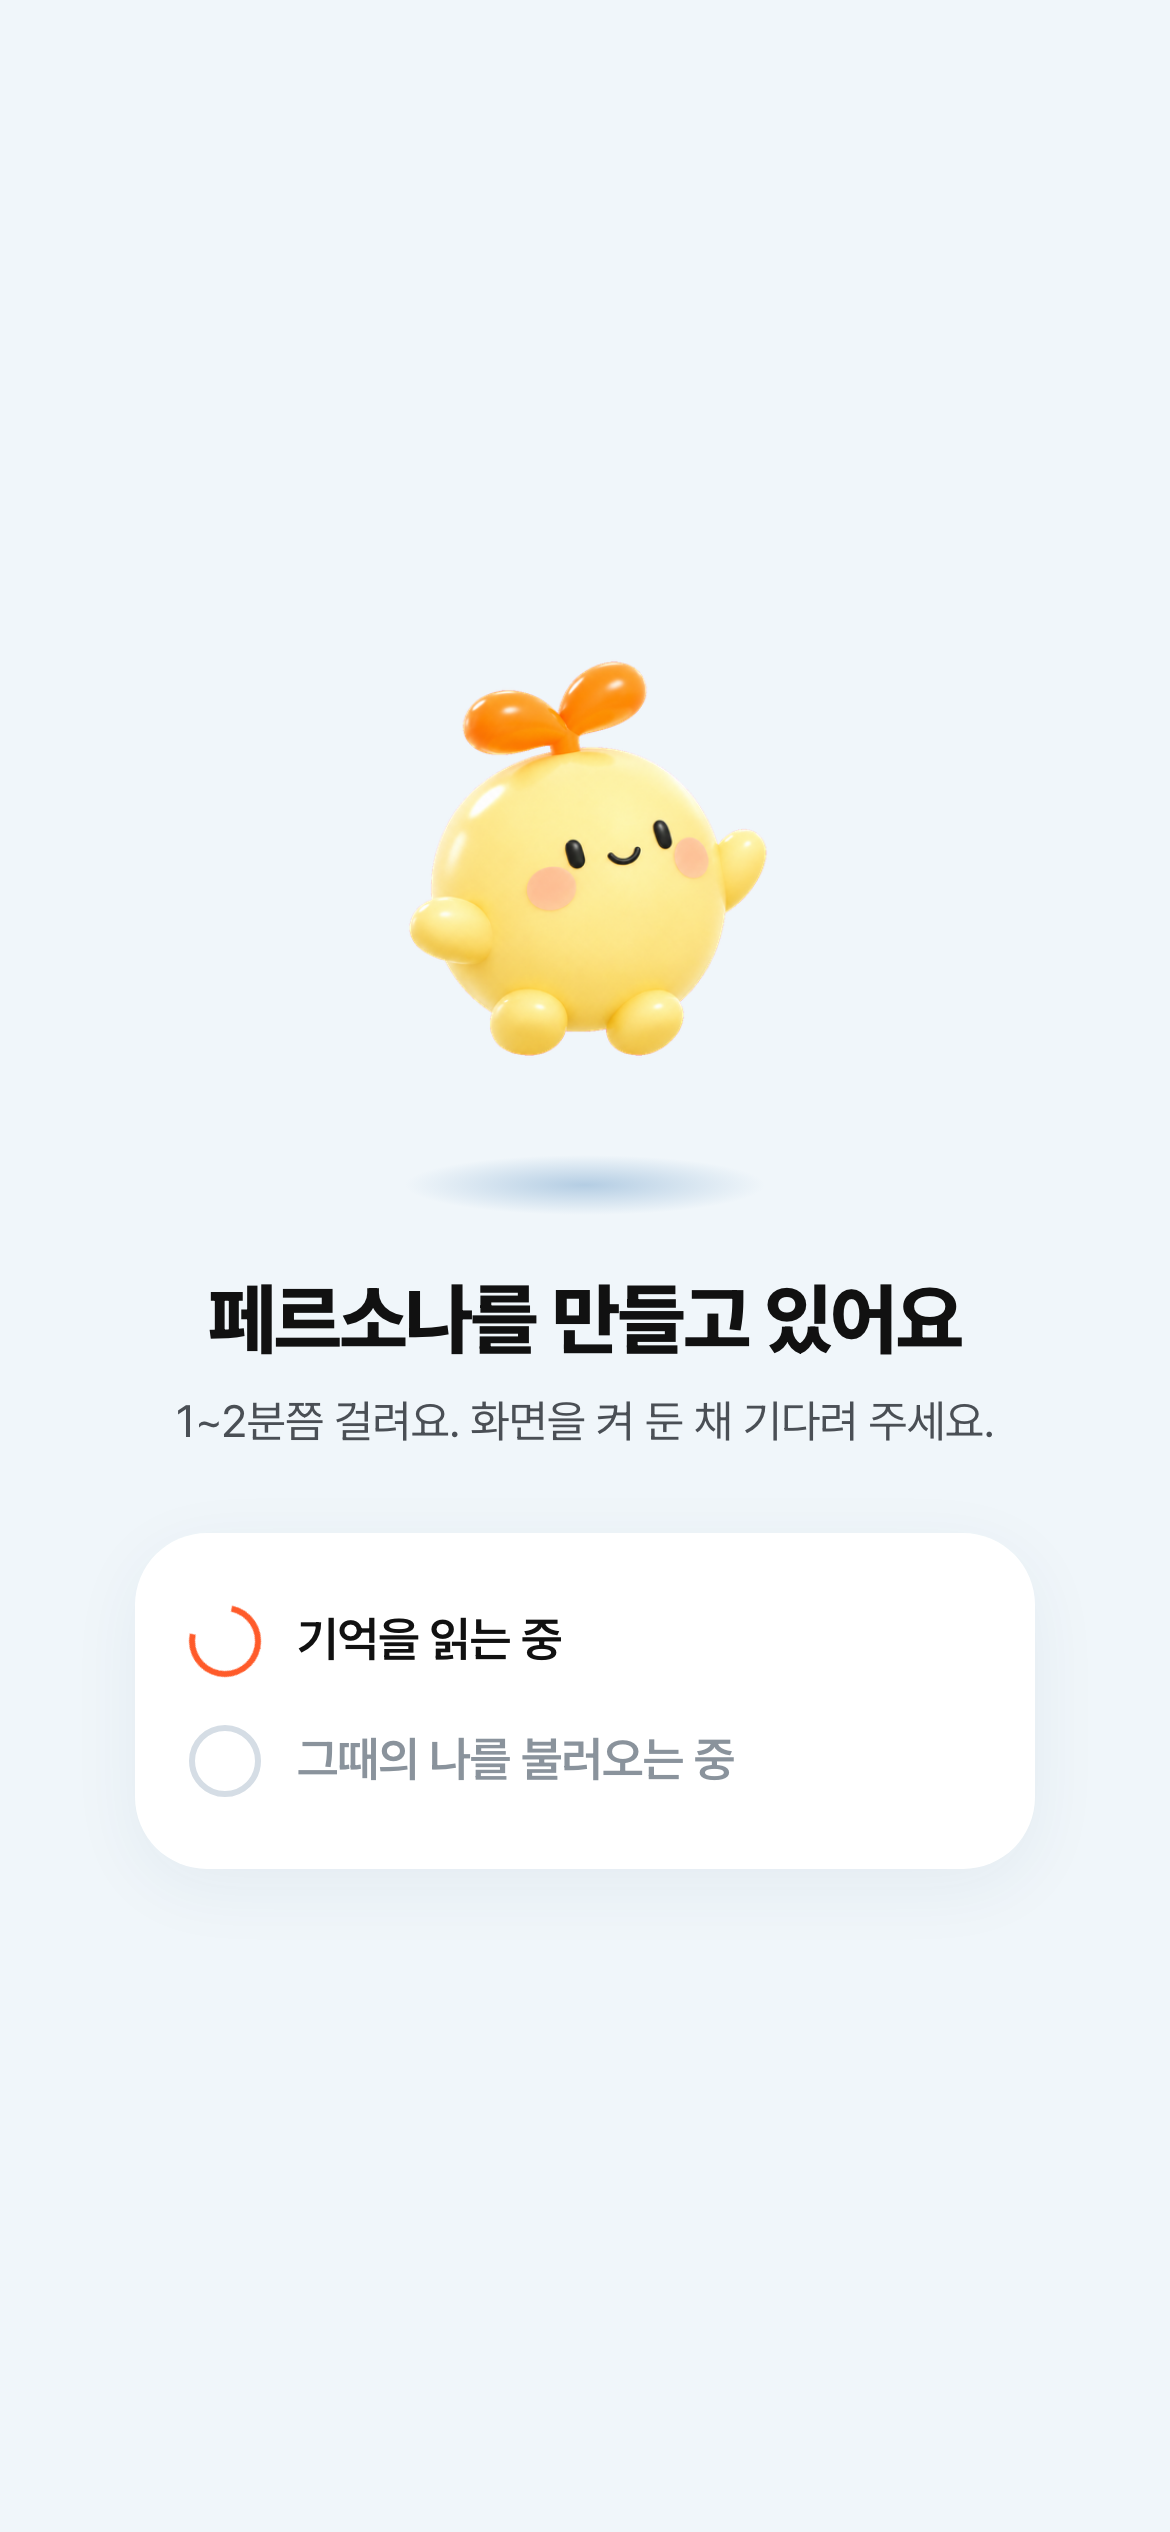 페르소나를 만들고 있어요
1~2분쯤 걸려요. 화면을 켜 둔 채 기다려 주세요.
기억을 읽는 중
그때의 나를 불러오는 중